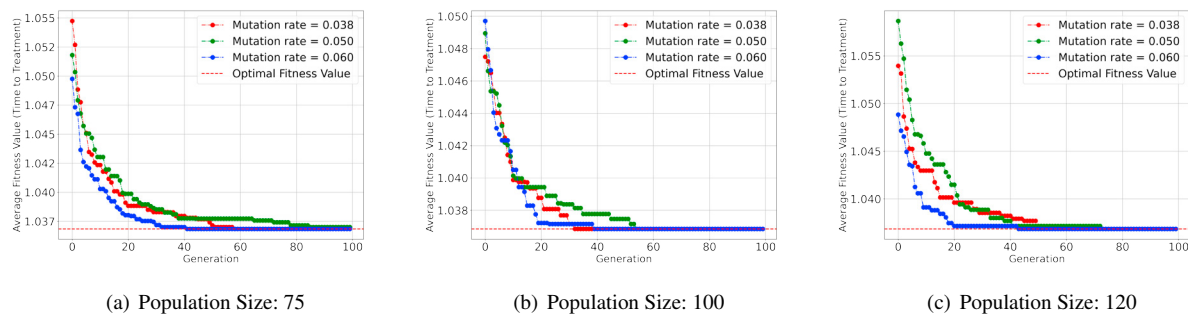 Average Fitness Value (Time to Treatment)
1.055
1.052
1.050
1.047
1.045
1.042
1.040
1.037
0
20
40
60
80
100
Generation
Mutation rate = 0.038
Mutation rate = 0.050
Mutation rate = 0.060
Optimal Fitness Value
(a) Population Size: 75
Average Fitness Value (Time to Treatment)
1.050
1.048
1.046
1.044
1.042
1.040
1.038
0
20
40
60
80
100
Generation
Mutation rate = 0.038
Mutation rate = 0.050
Mutation rate = 0.060
Optimal Fitness Value
(b) Population Size: 100
Average Fitness Value (Time to Treatment)
1.055
1.050
1.045
1.040
0
20
40
60
80
100
Generation
Mutation rate = 0.038
Mutation rate = 0.050
Mutation rate = 0.060
Optimal Fitness Value
(c) Population Size: 120